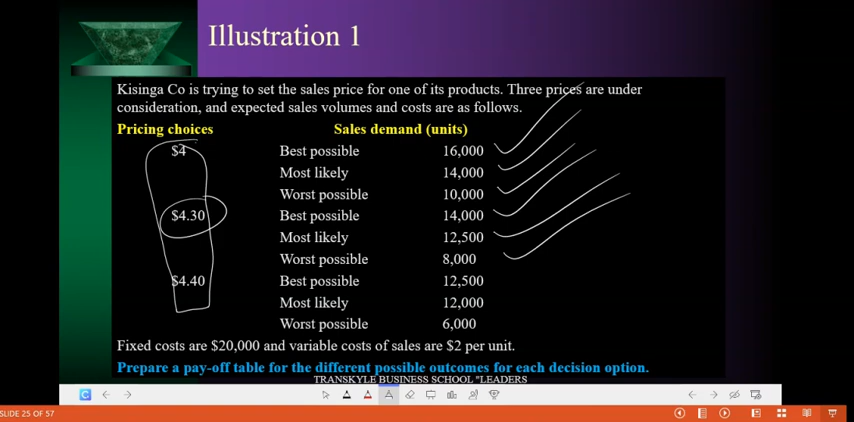 Illustration 1
Kisinga Co is trying to set the sales price for one of its products. Three prices are under
consideration, and expected sales volumes and costs are as follows.
Pricing choices Sales demand (units)
$4 Best possible 16,000
Most likely 14,000
Worst possible 10,000
$4.30 Best possible 14,000
Most likely 12,500
Worst possible 8,000
$4.40 Best possible 12,500
Most likely 12,000
Worst possible 6,000
Fixed costs are $20,000 and variable costs of sales are $2 per unit.
Prepare a pay-off table for the different possible outcomes for each decision option.
TRANSKYLE BUSINESS SCHOOL "LEADERS
SLIDE 25 OF 57